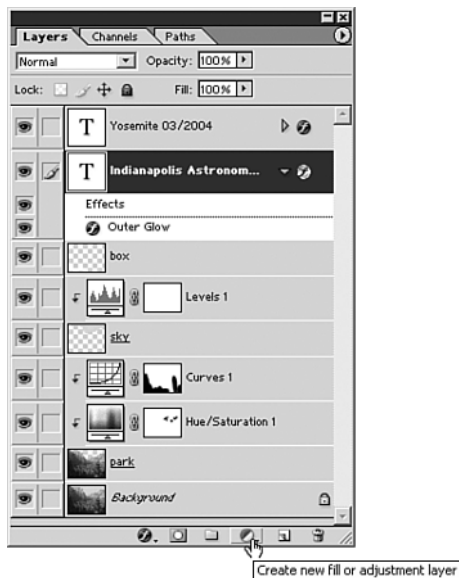 Layers Channels Paths
Normal Opacity: 100%
Lock: Fill: 100%
T Yosemite 03/2004
T Indianapolis Astronom...
Effects
Outer Glow
box
Levels 1
sky
Curves 1
Hue/Saturation 1
park
Background
Create new fill or adjustment layer